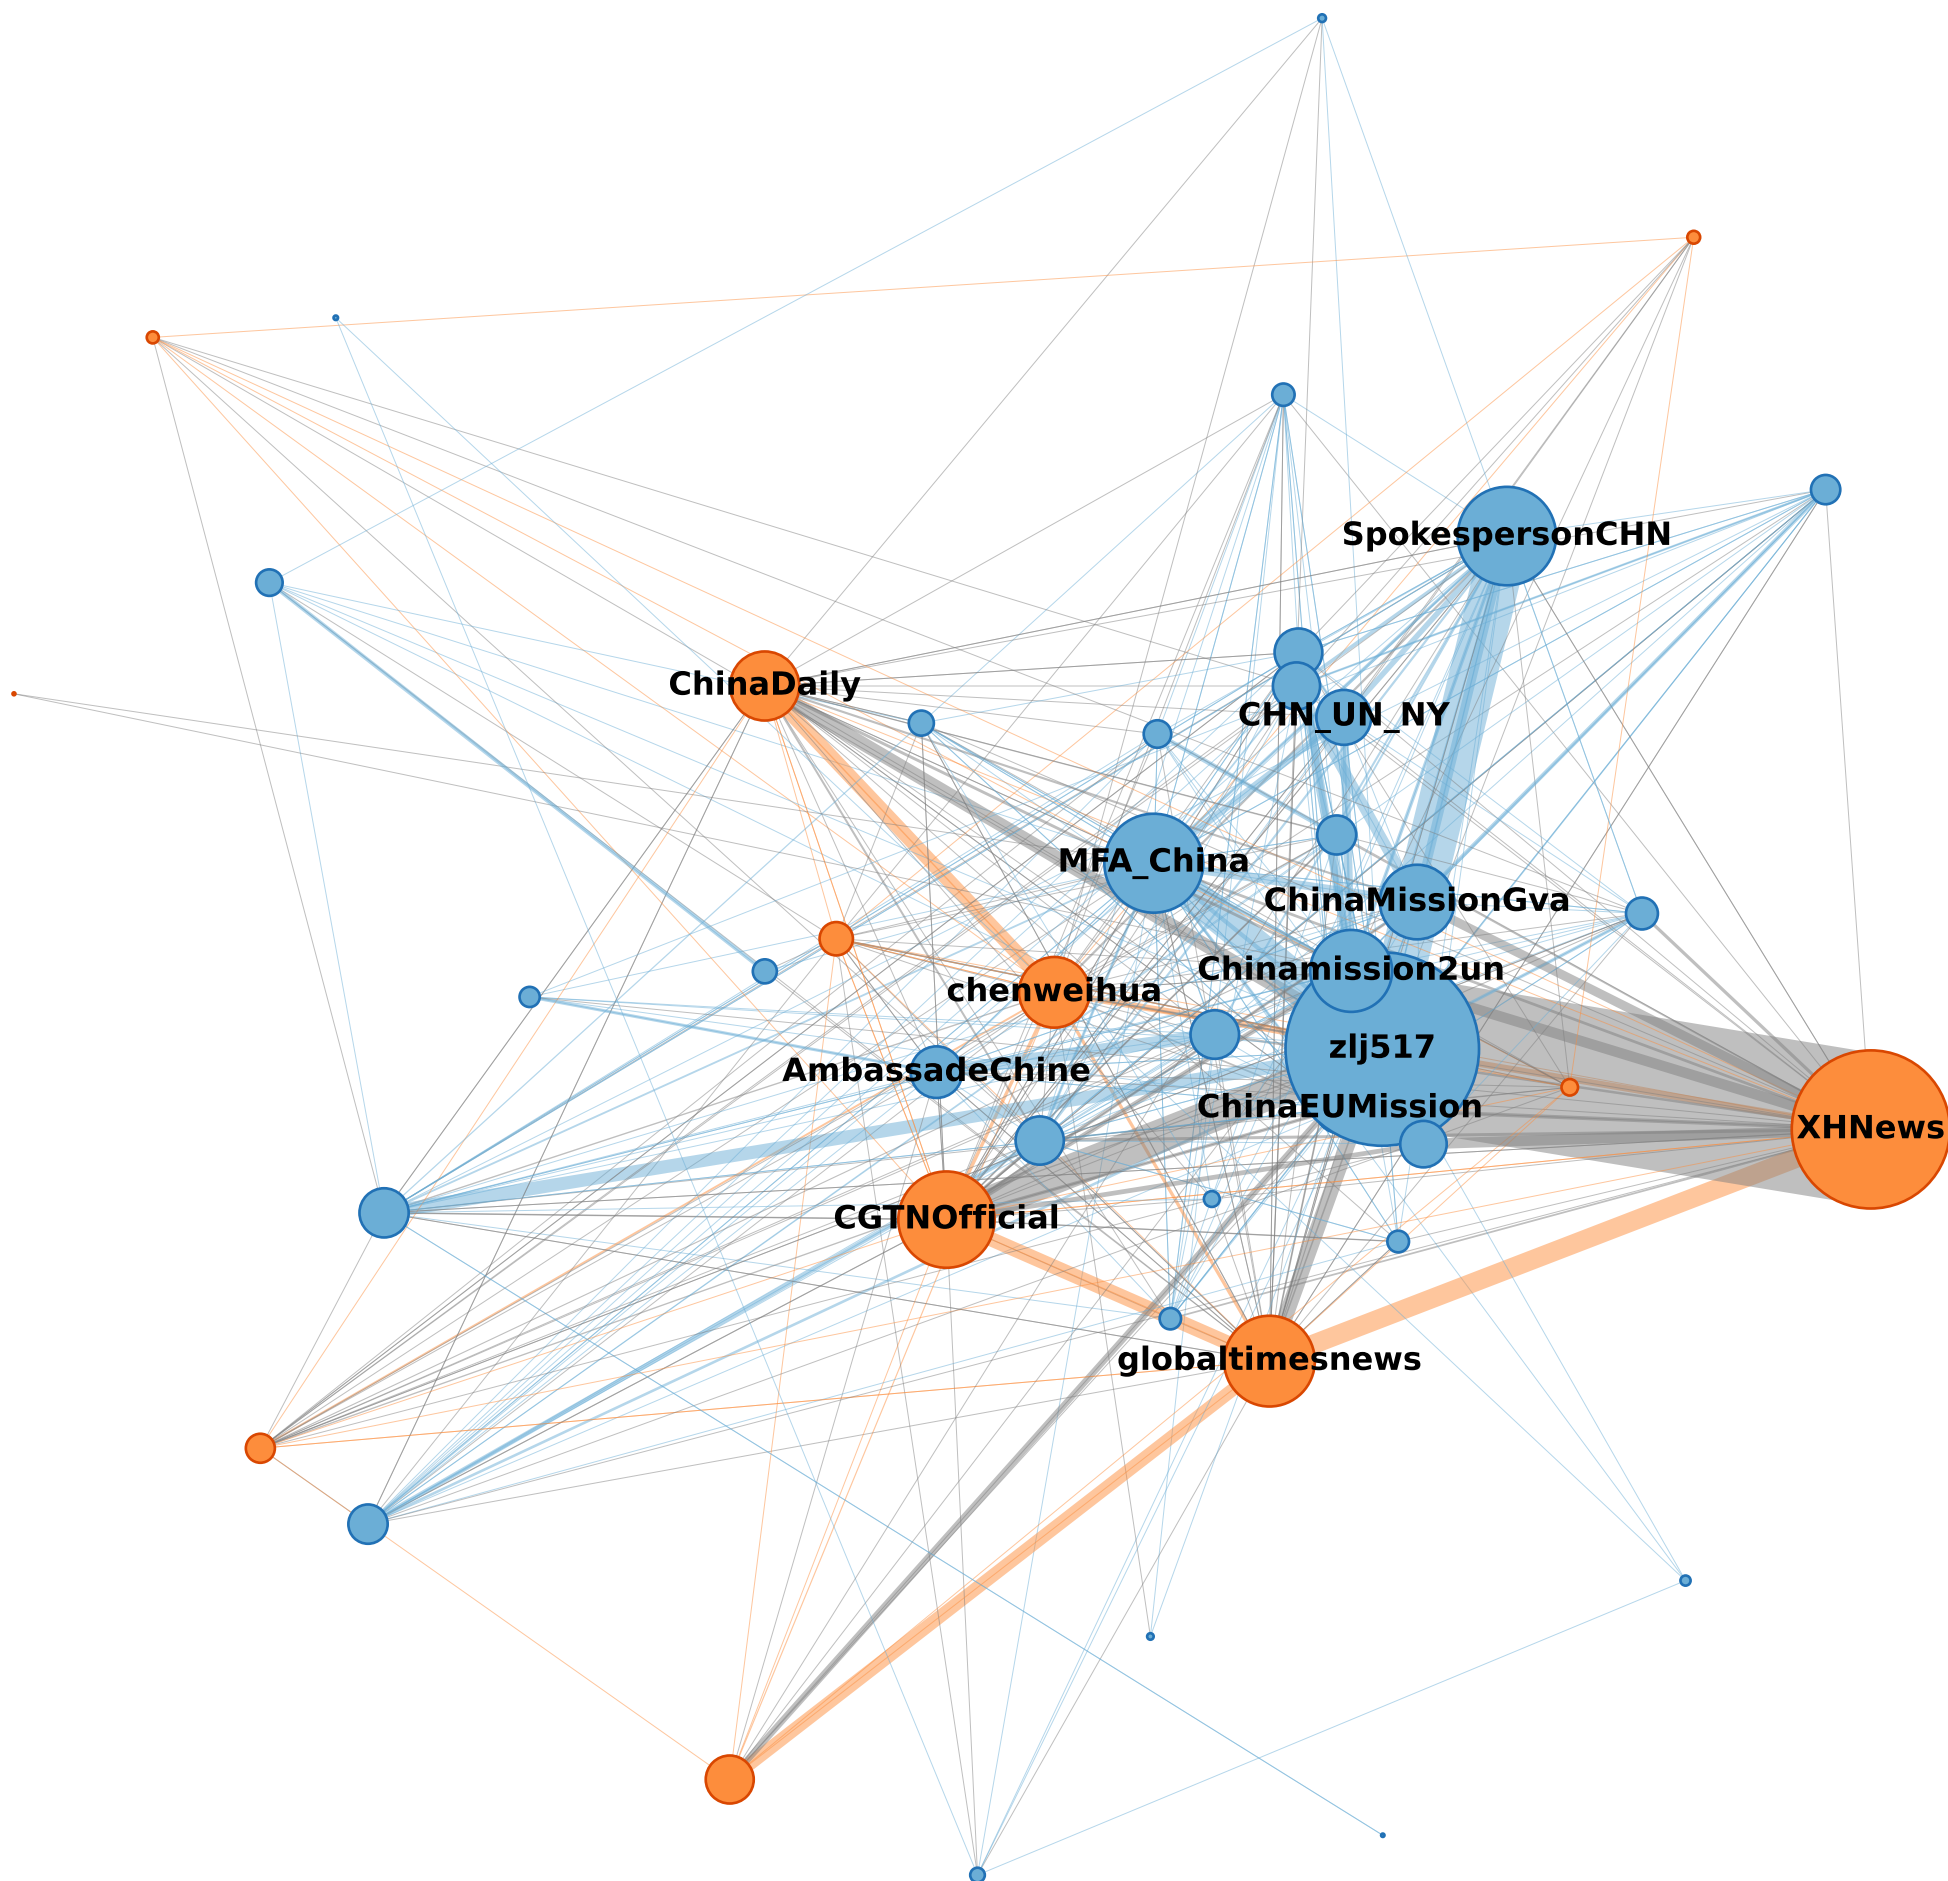 SpokespersonCHN
ChinaDaily
CHN_UN_NY
MFA_China
ChinaMissionGva
Chinamission2un
chenweihua
zlj517
AmbassadeChine
ChinaEUMission
XHNews
CGTNOfficial
globaltimesnews